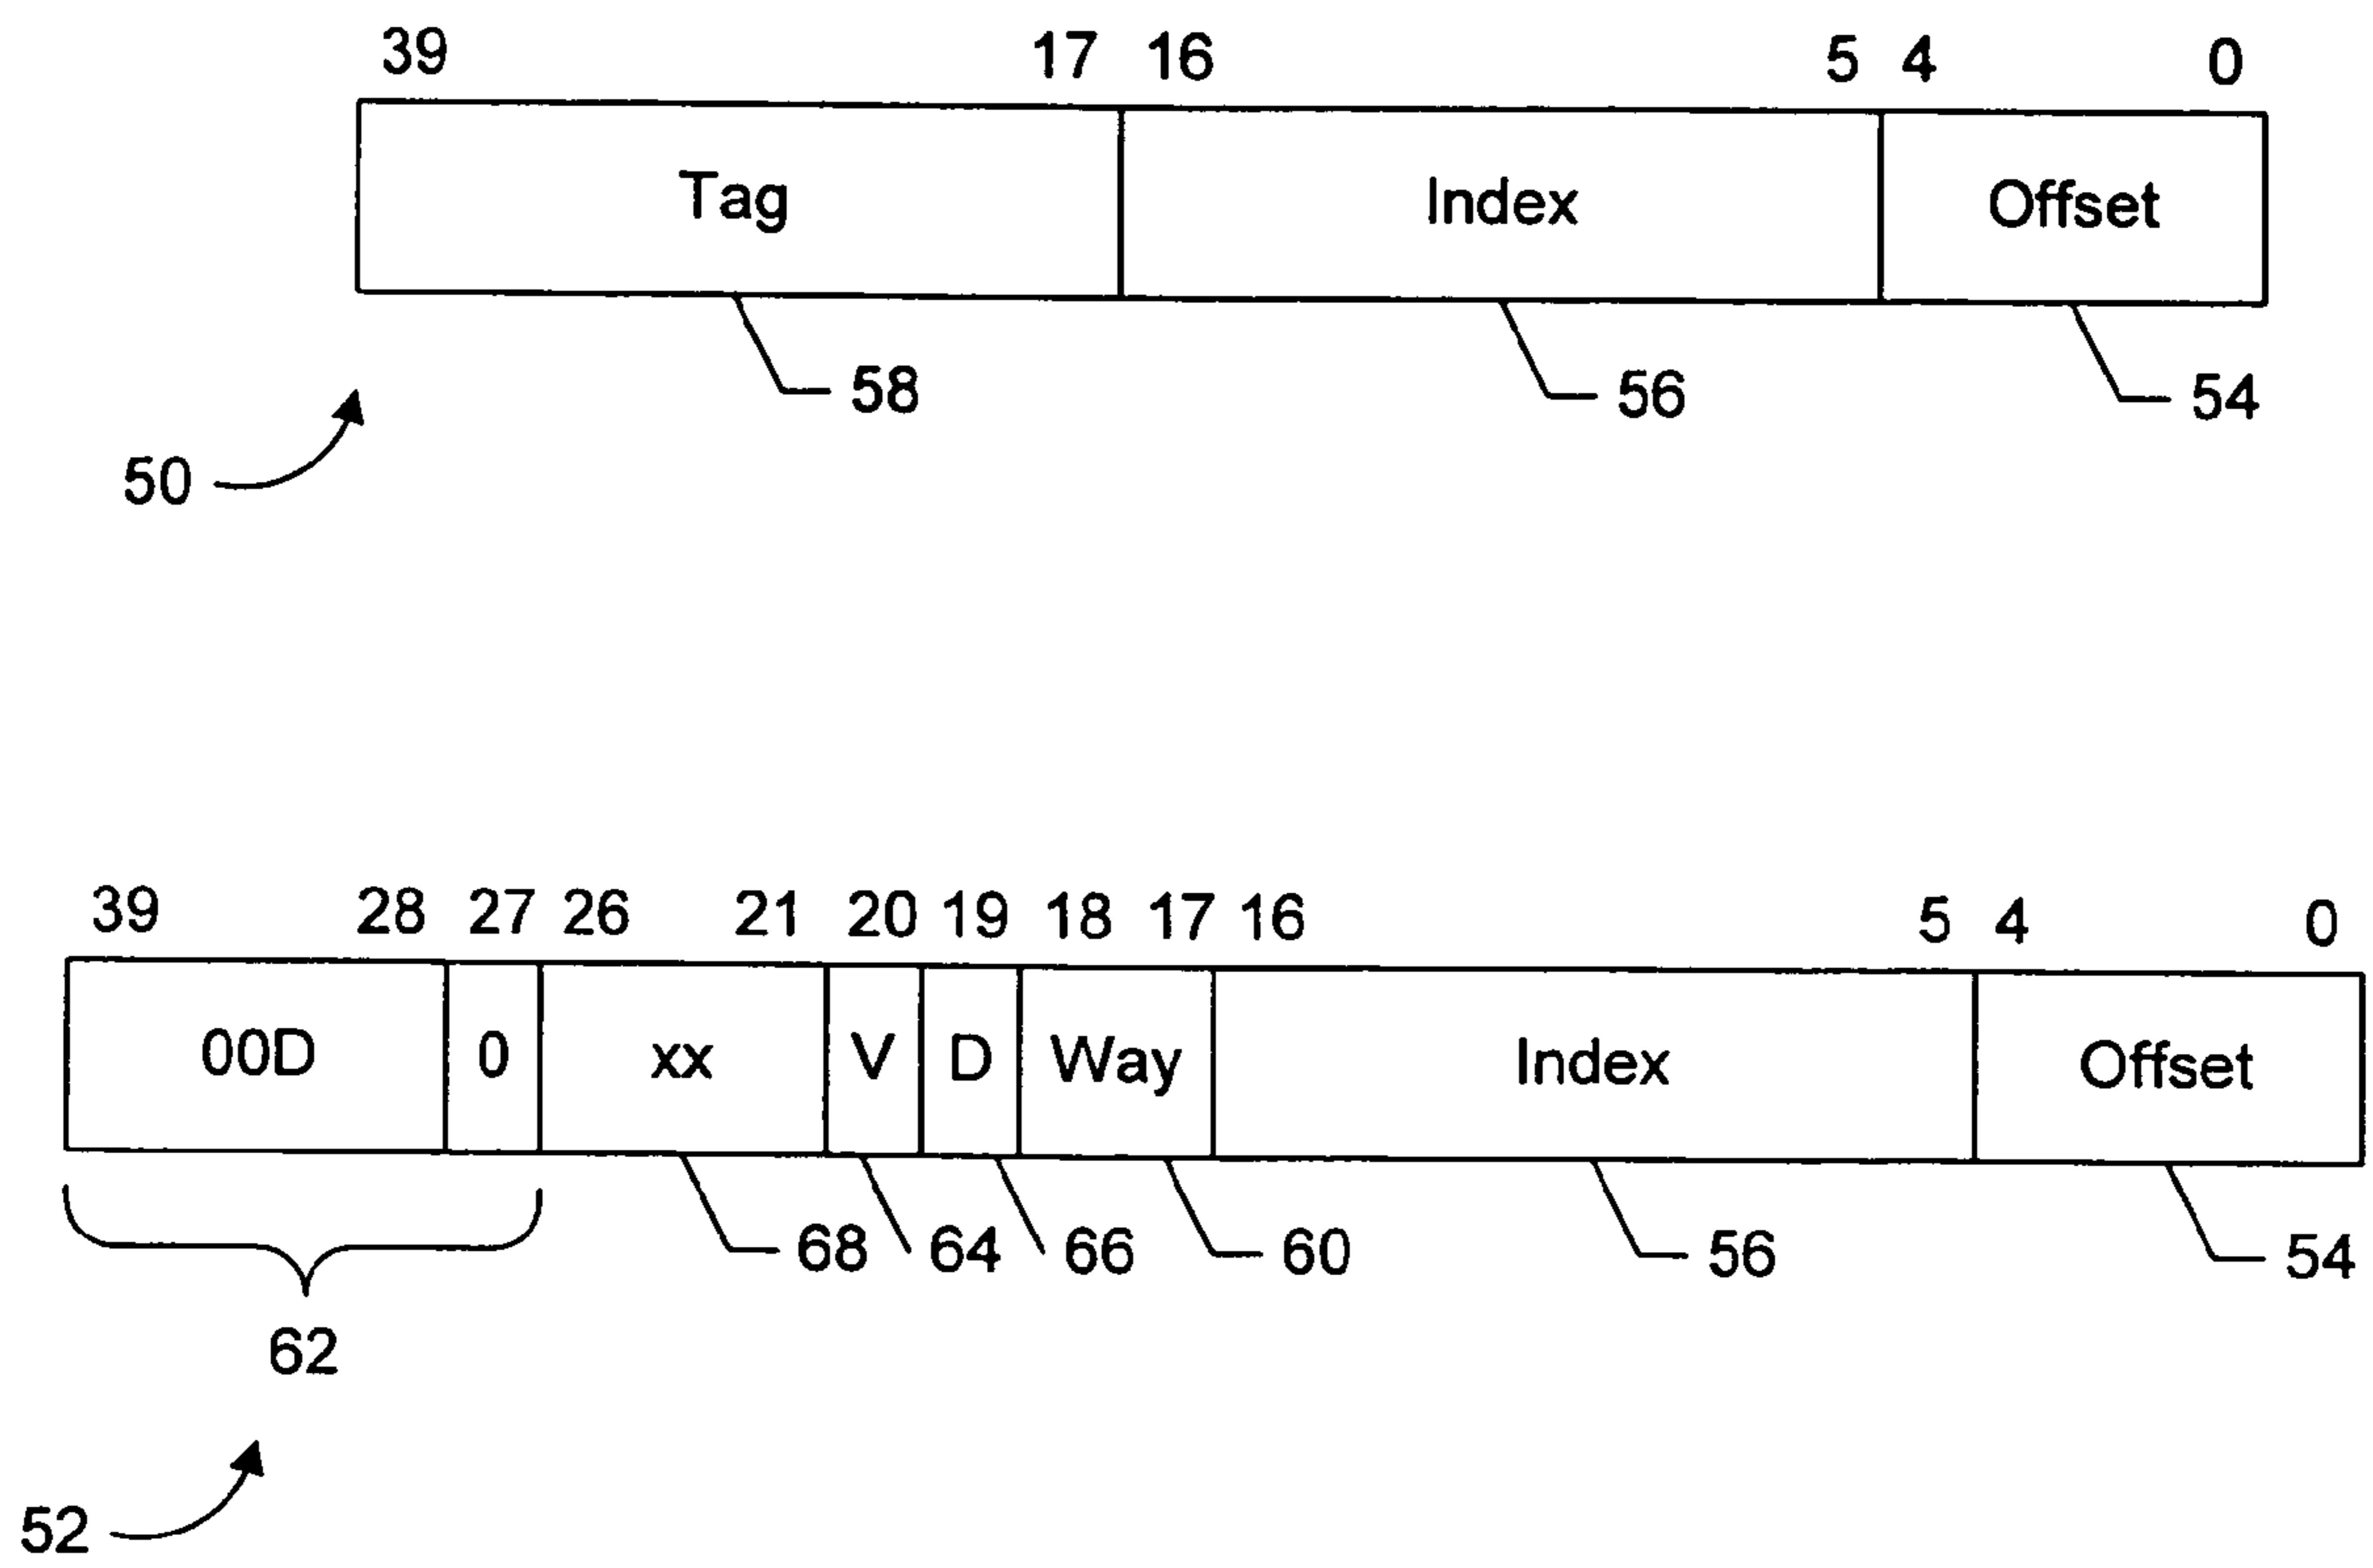 39 17 16 5 4 0
Tag Index Offset
58 56 54
50
39 28 27 26 21 20 19 18 17 16 5 4 0
00D 0 xx V D Way Index Offset
68 64 66 60 56 54
62
52